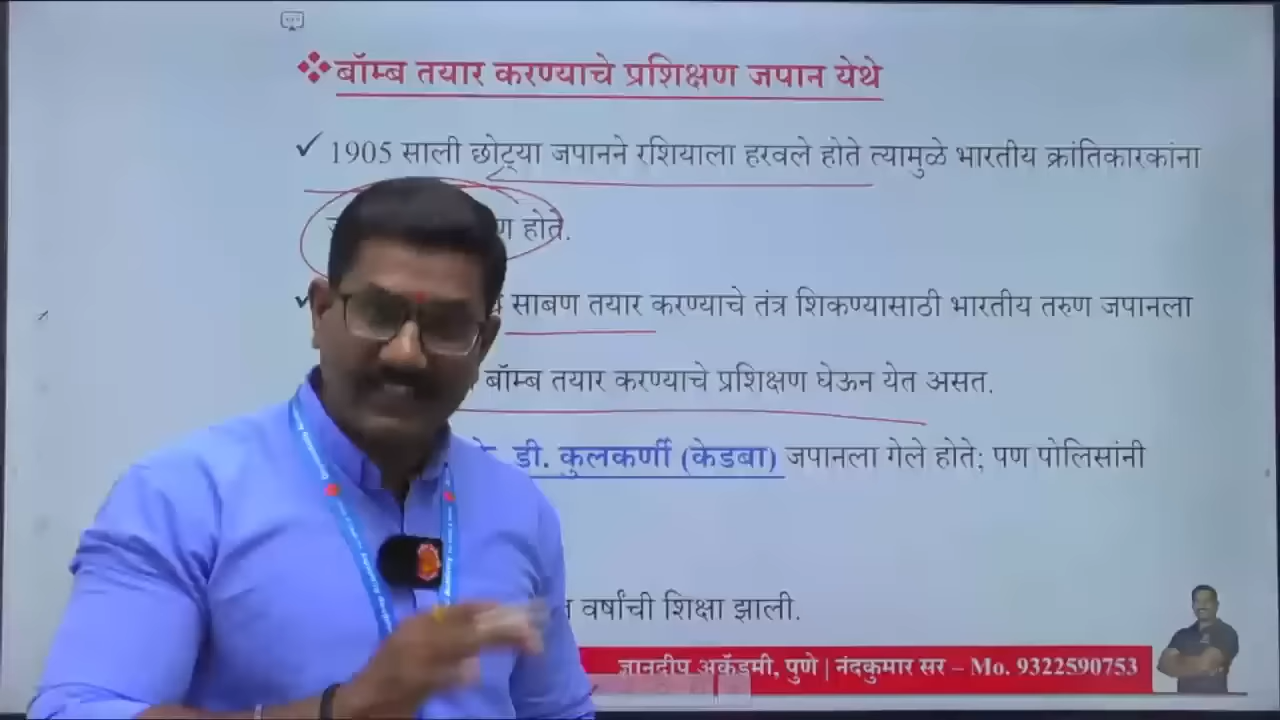 बॉम्ब तयार करण्याचे प्रशिक्षण जपान येथे
1905 साली छोट्या जपानने रशियाला हरवले होते त्यामुळे भारतीय क्रांतिकारकांना
होते.
साबण तयार करण्याचे तंत्र शिकण्यासाठी भारतीय तरुण जपानला
बॉम्ब तयार करण्याचे प्रशिक्षण घेऊन येत असत.
डी. कुलकर्णी (केडबा) जपानला गेले होते; पण पोलिसांनी
वर्षांची शिक्षा झाली.
ज्ञानदीप अकॅडमी, पुणे | नंदकुमार सर – Mo. 9322590753